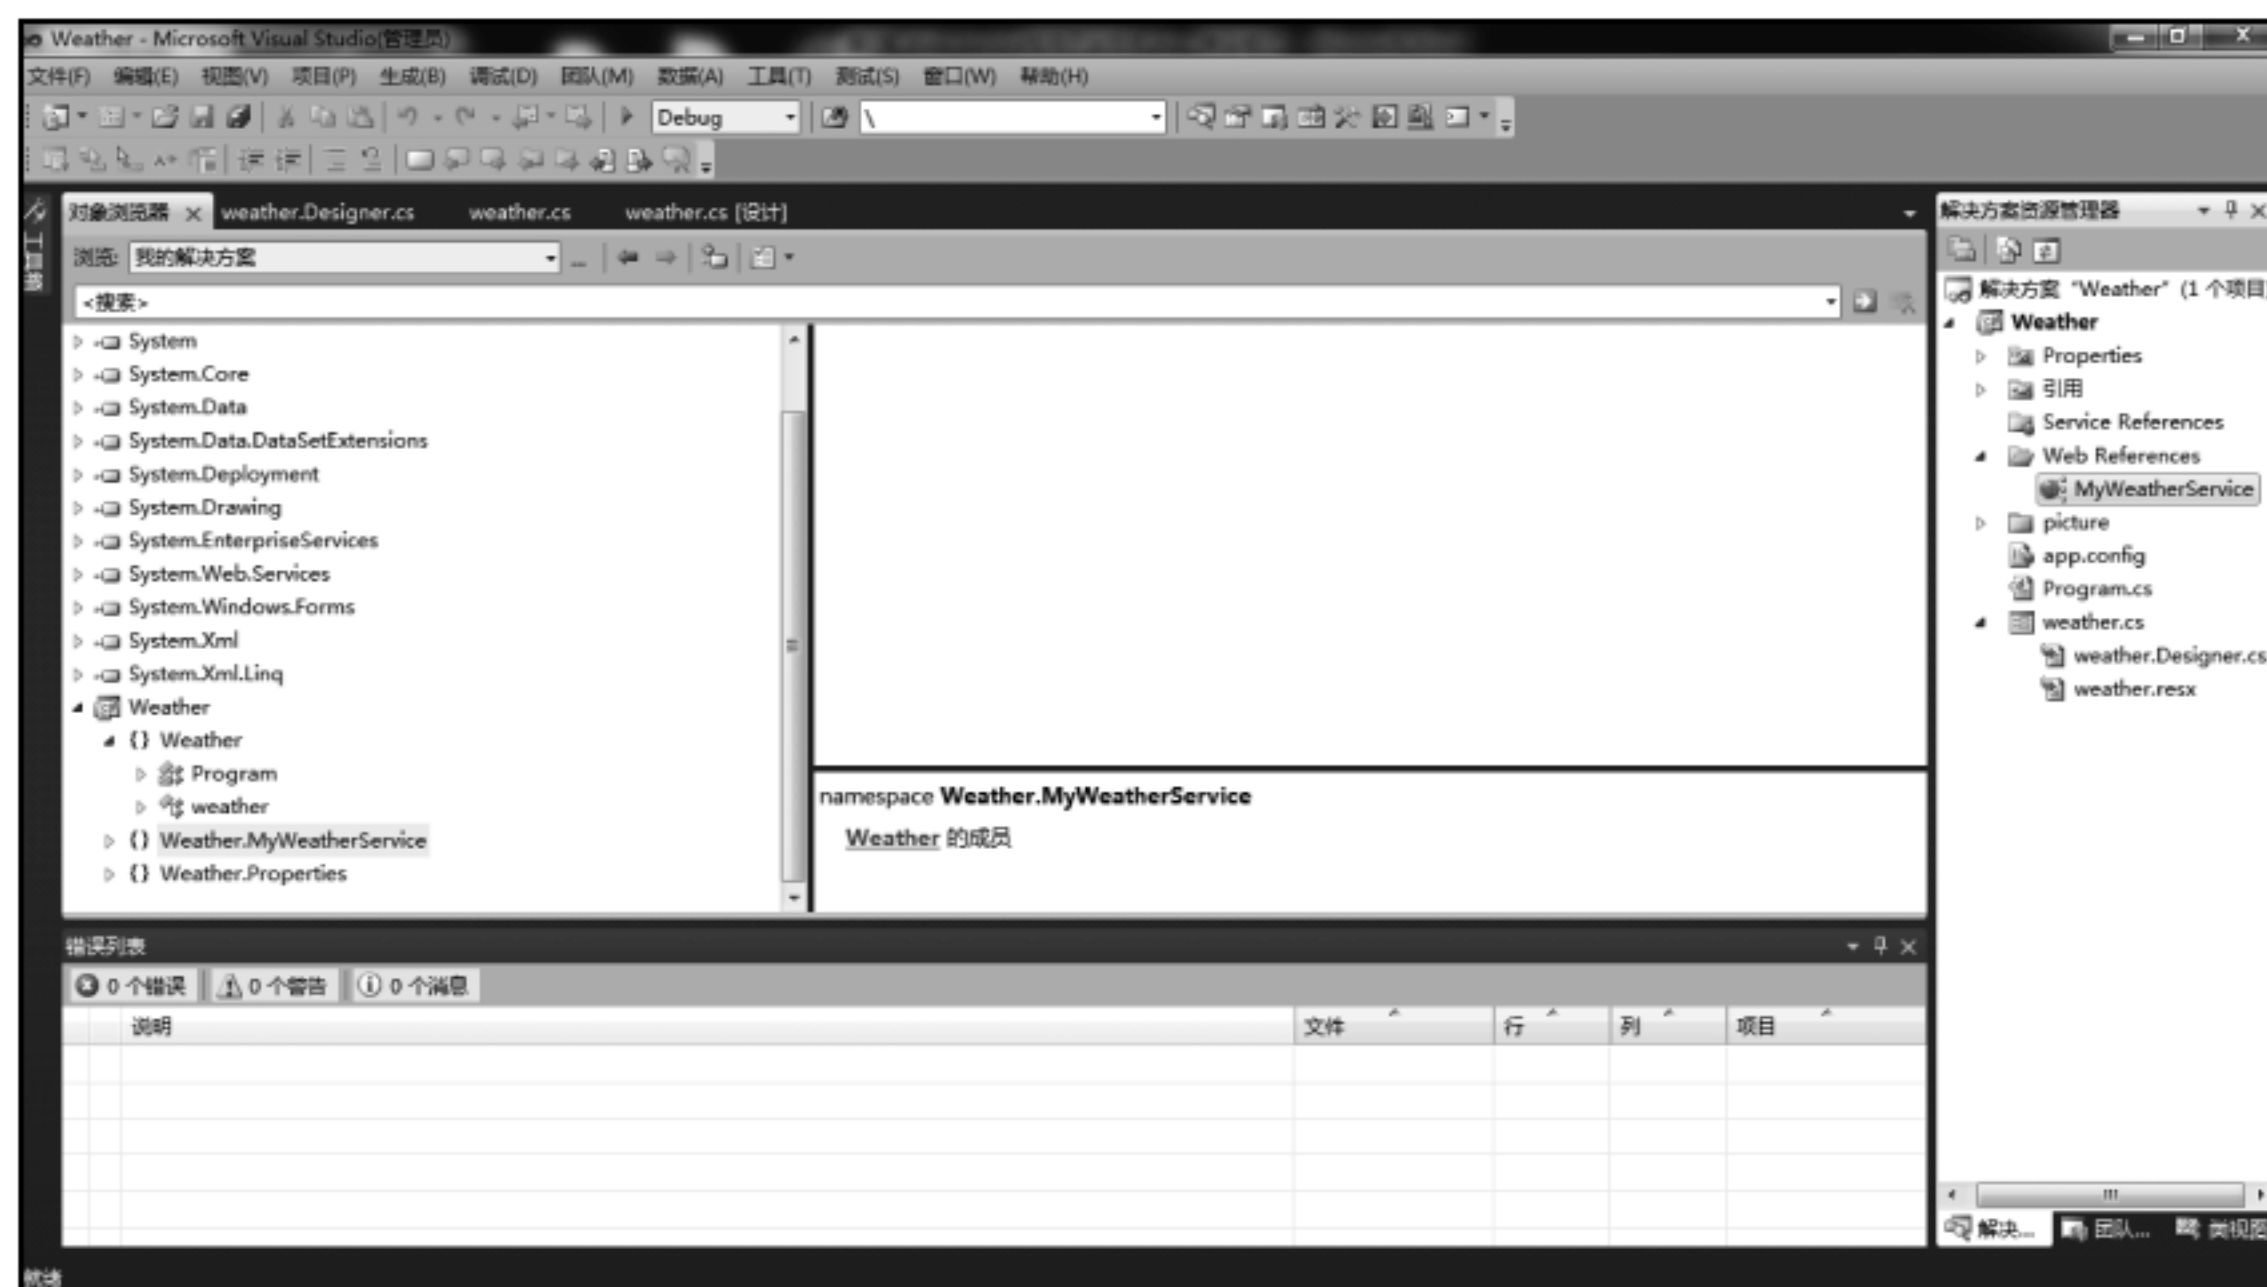 Weather - Microsoft Visual Studio(管理员)
文件(F) 编辑(E) 视图(V) 项目(P) 生成(B) 调试(D) 团队(M) 数据(A) 工具(T) 测试(S) 窗口(W) 帮助(H)
Debug \
工具箱
对象浏览器 weather.Designer.cs weather.cs weather.cs [设计]
浏览: 我的解决方案 ...
<搜索>
System
System.Core
System.Data
System.Data.DataSetExtensions
System.Deployment
System.Drawing
System.EnterpriseServices
System.Web.Services
System.Windows.Forms
System.Xml
System.Xml.Linq
Weather
{} Weather
Program
weather
{} Weather.MyWeatherService
{} Weather.Properties
namespace Weather.MyWeatherService
Weather 的成员
错误列表
0 个错误 0 个警告 0 个消息
说明 文件 行 列 项目
解决方案资源管理器
解决方案 "Weather" (1 个项目)
Weather
Properties
引用
Service References
Web References
MyWeatherService
picture
app.config
Program.cs
weather.cs
weather.Designer.cs
weather.resx
解决... 团队... 类视图
就绪